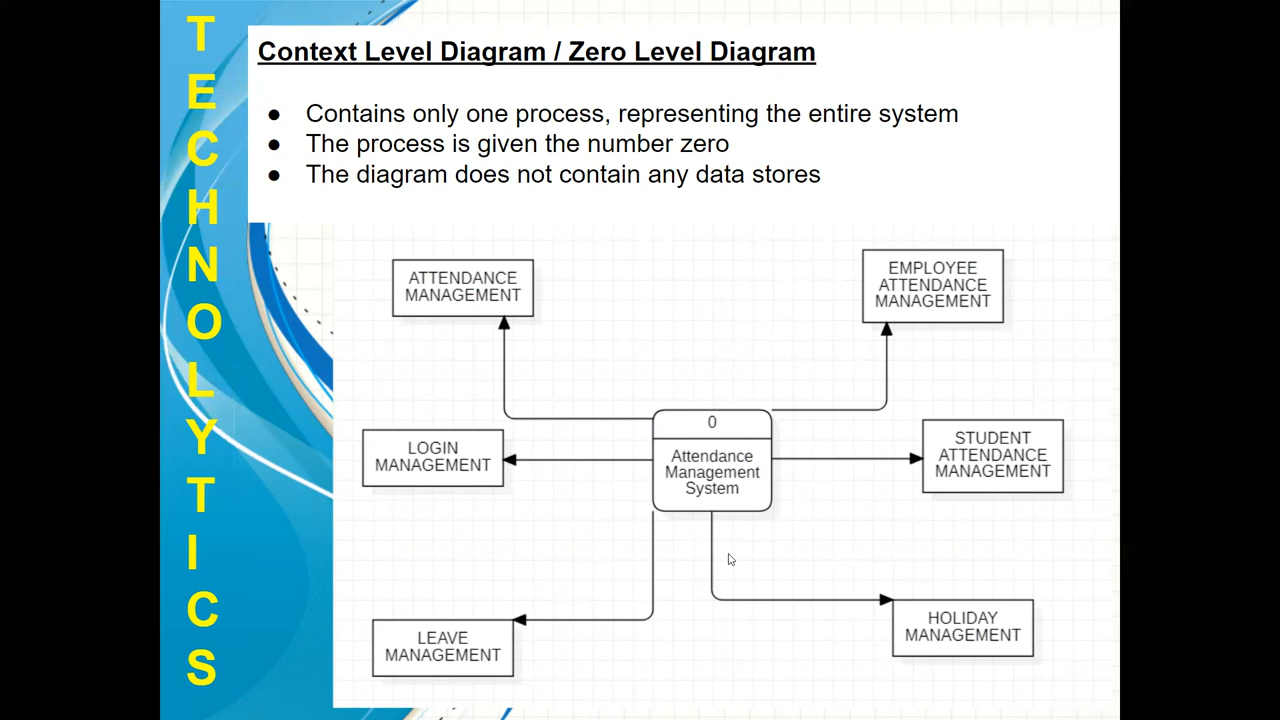 TECHNOLYTICS
Context Level Diagram / Zero Level Diagram
● Contains only one process, representing the entire system
● The process is given the number zero
● The diagram does not contain any data stores
ATTENDANCE
MANAGEMENT
EMPLOYEE
ATTENDANCE
MANAGEMENT
LOGIN
MANAGEMENT
0
Attendance
Management
System
STUDENT
ATTENDANCE
MANAGEMENT
LEAVE
MANAGEMENT
HOLIDAY
MANAGEMENT